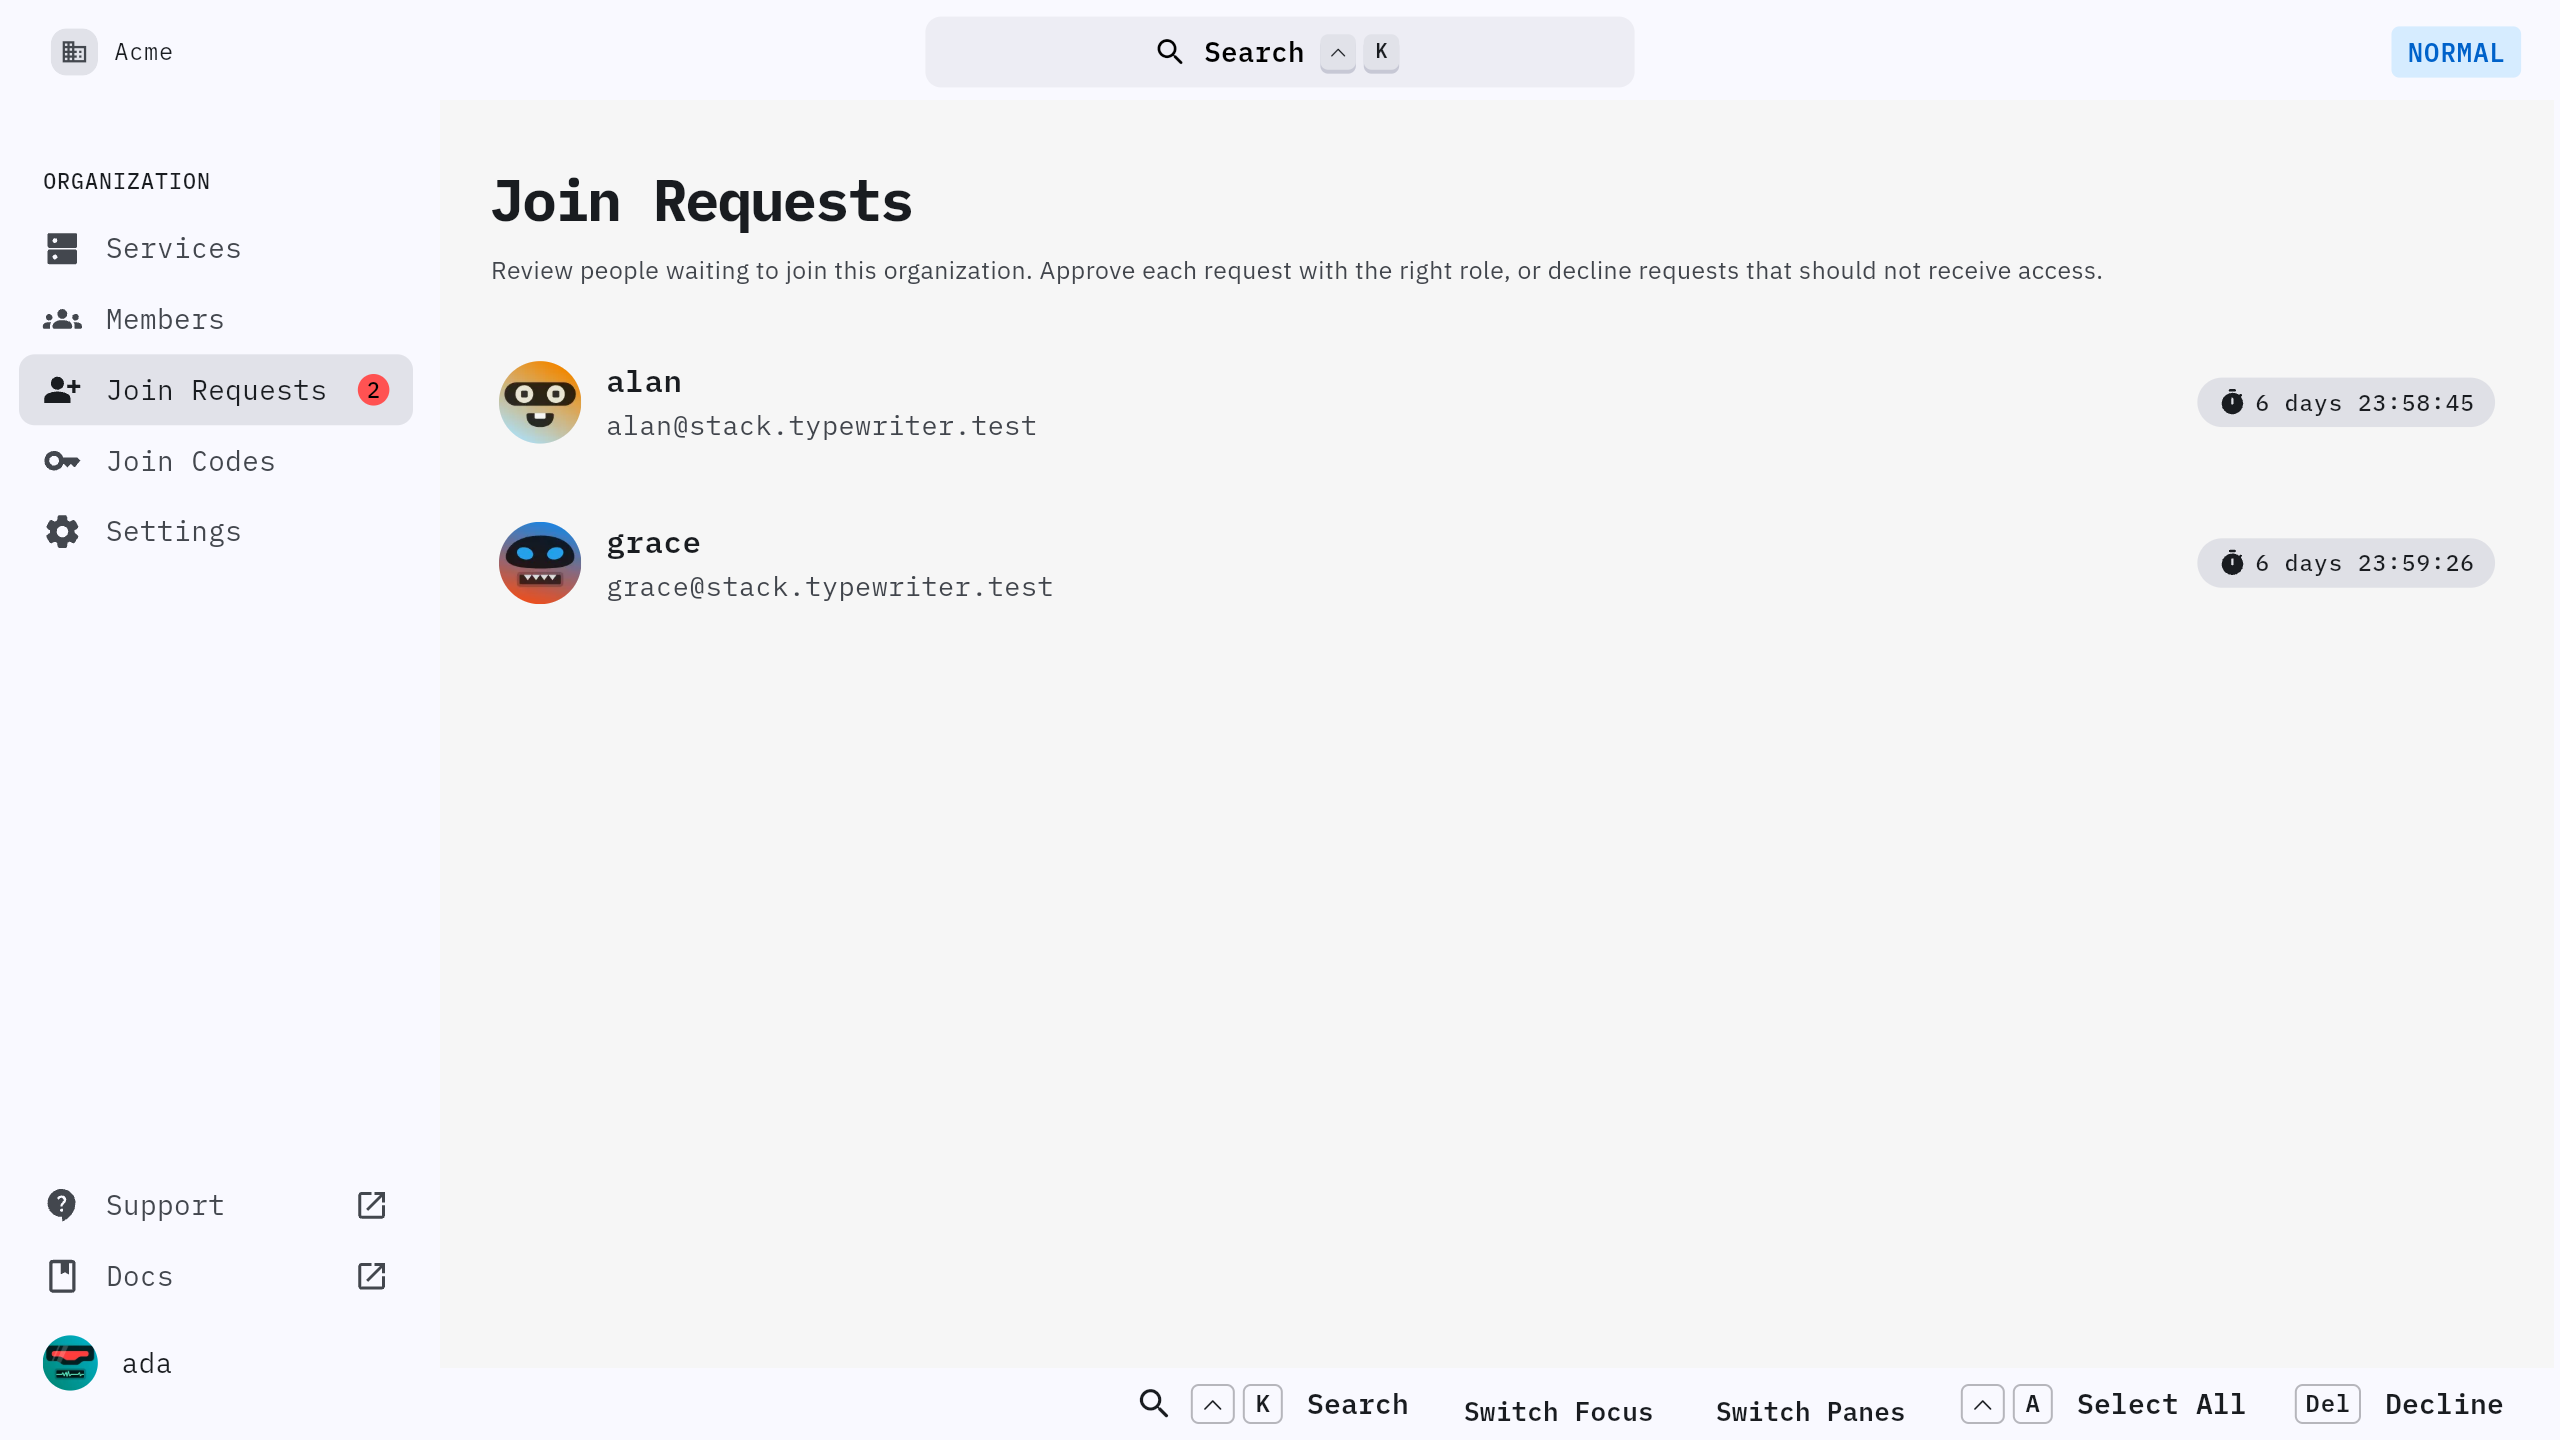 Acme
Search ^ K
NORMAL
ORGANIZATION
Services
Members
Join Requests 2
Join Codes
Settings
Support
Docs
ada
Join Requests
Review people waiting to join this organization. Approve each request with the right role, or decline requests that should not receive access.
alan
alan@stack.typewriter.test
6 days 23:58:45
grace
grace@stack.typewriter.test
6 days 23:59:26
^ K Search Switch Focus Switch Panes ^ A Select All Del Decline